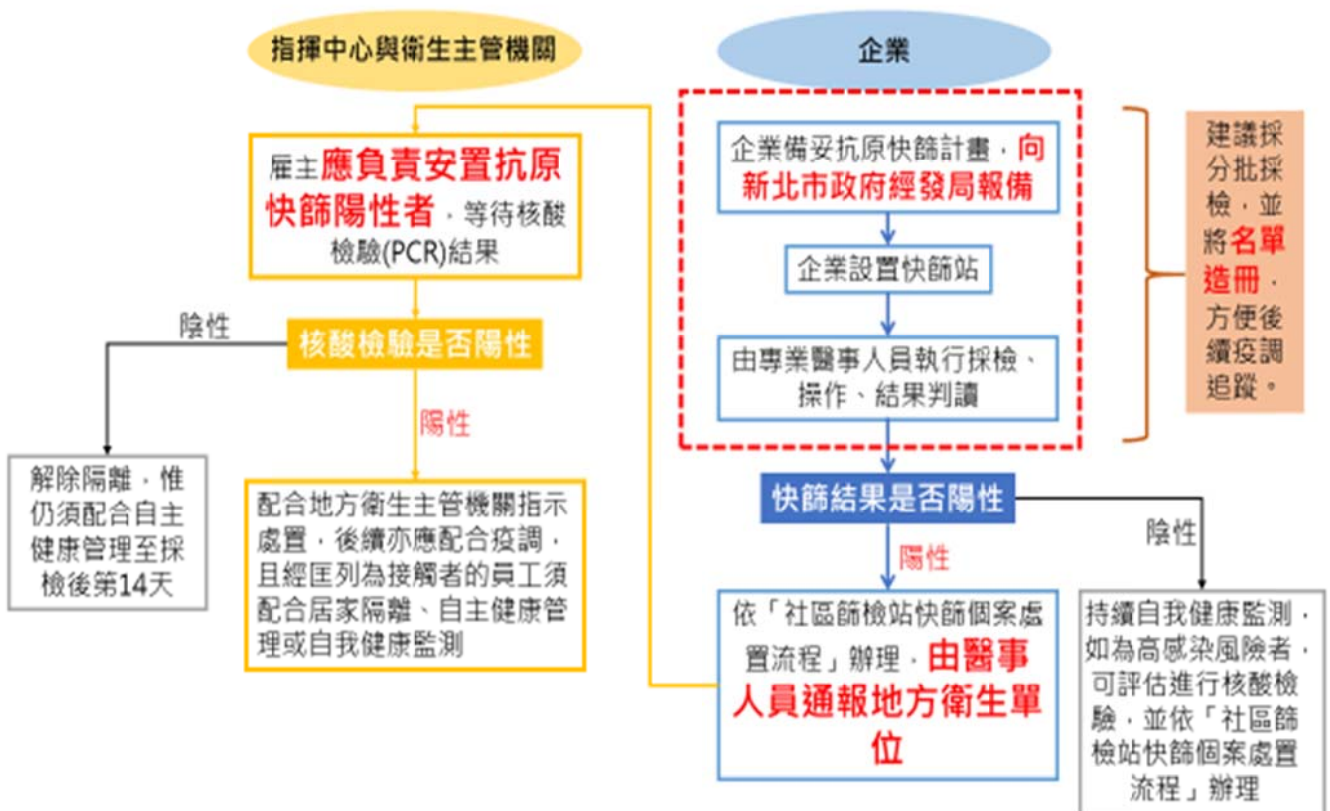 指揮中心與衛生主管機關
雇主應負責安置抗原
快篩陽性者，等待核酸
檢驗(PCR)結果
核酸檢驗是否陽性
陰性
陽性
解除隔離，惟
仍須配合自主
健康管理至採
檢後第14天
配合地方衛生主管機關指示
處置，後續亦應配合疫調，
且經匡列為接觸者的員工須
配合居家隔離、自主健康管
理或自我健康監測
企業
企業備妥抗原快篩計畫，向
新北市政府經發局報備
企業設置快篩站
由專業醫事人員執行採檢、
操作、結果判讀
建議採
分批採
檢，並
將名單
造冊，
方便後
續疫調
追蹤。
快篩結果是否陽性
陽性
陰性
依「社區篩檢站快篩個案處
置流程」辦理，由醫事
人員通報地方衛生單
位
持續自我健康監測，
如為高感染風險者，
可評估進行核酸檢
驗，並依「社區篩
檢站快篩個案處置
流程」辦理